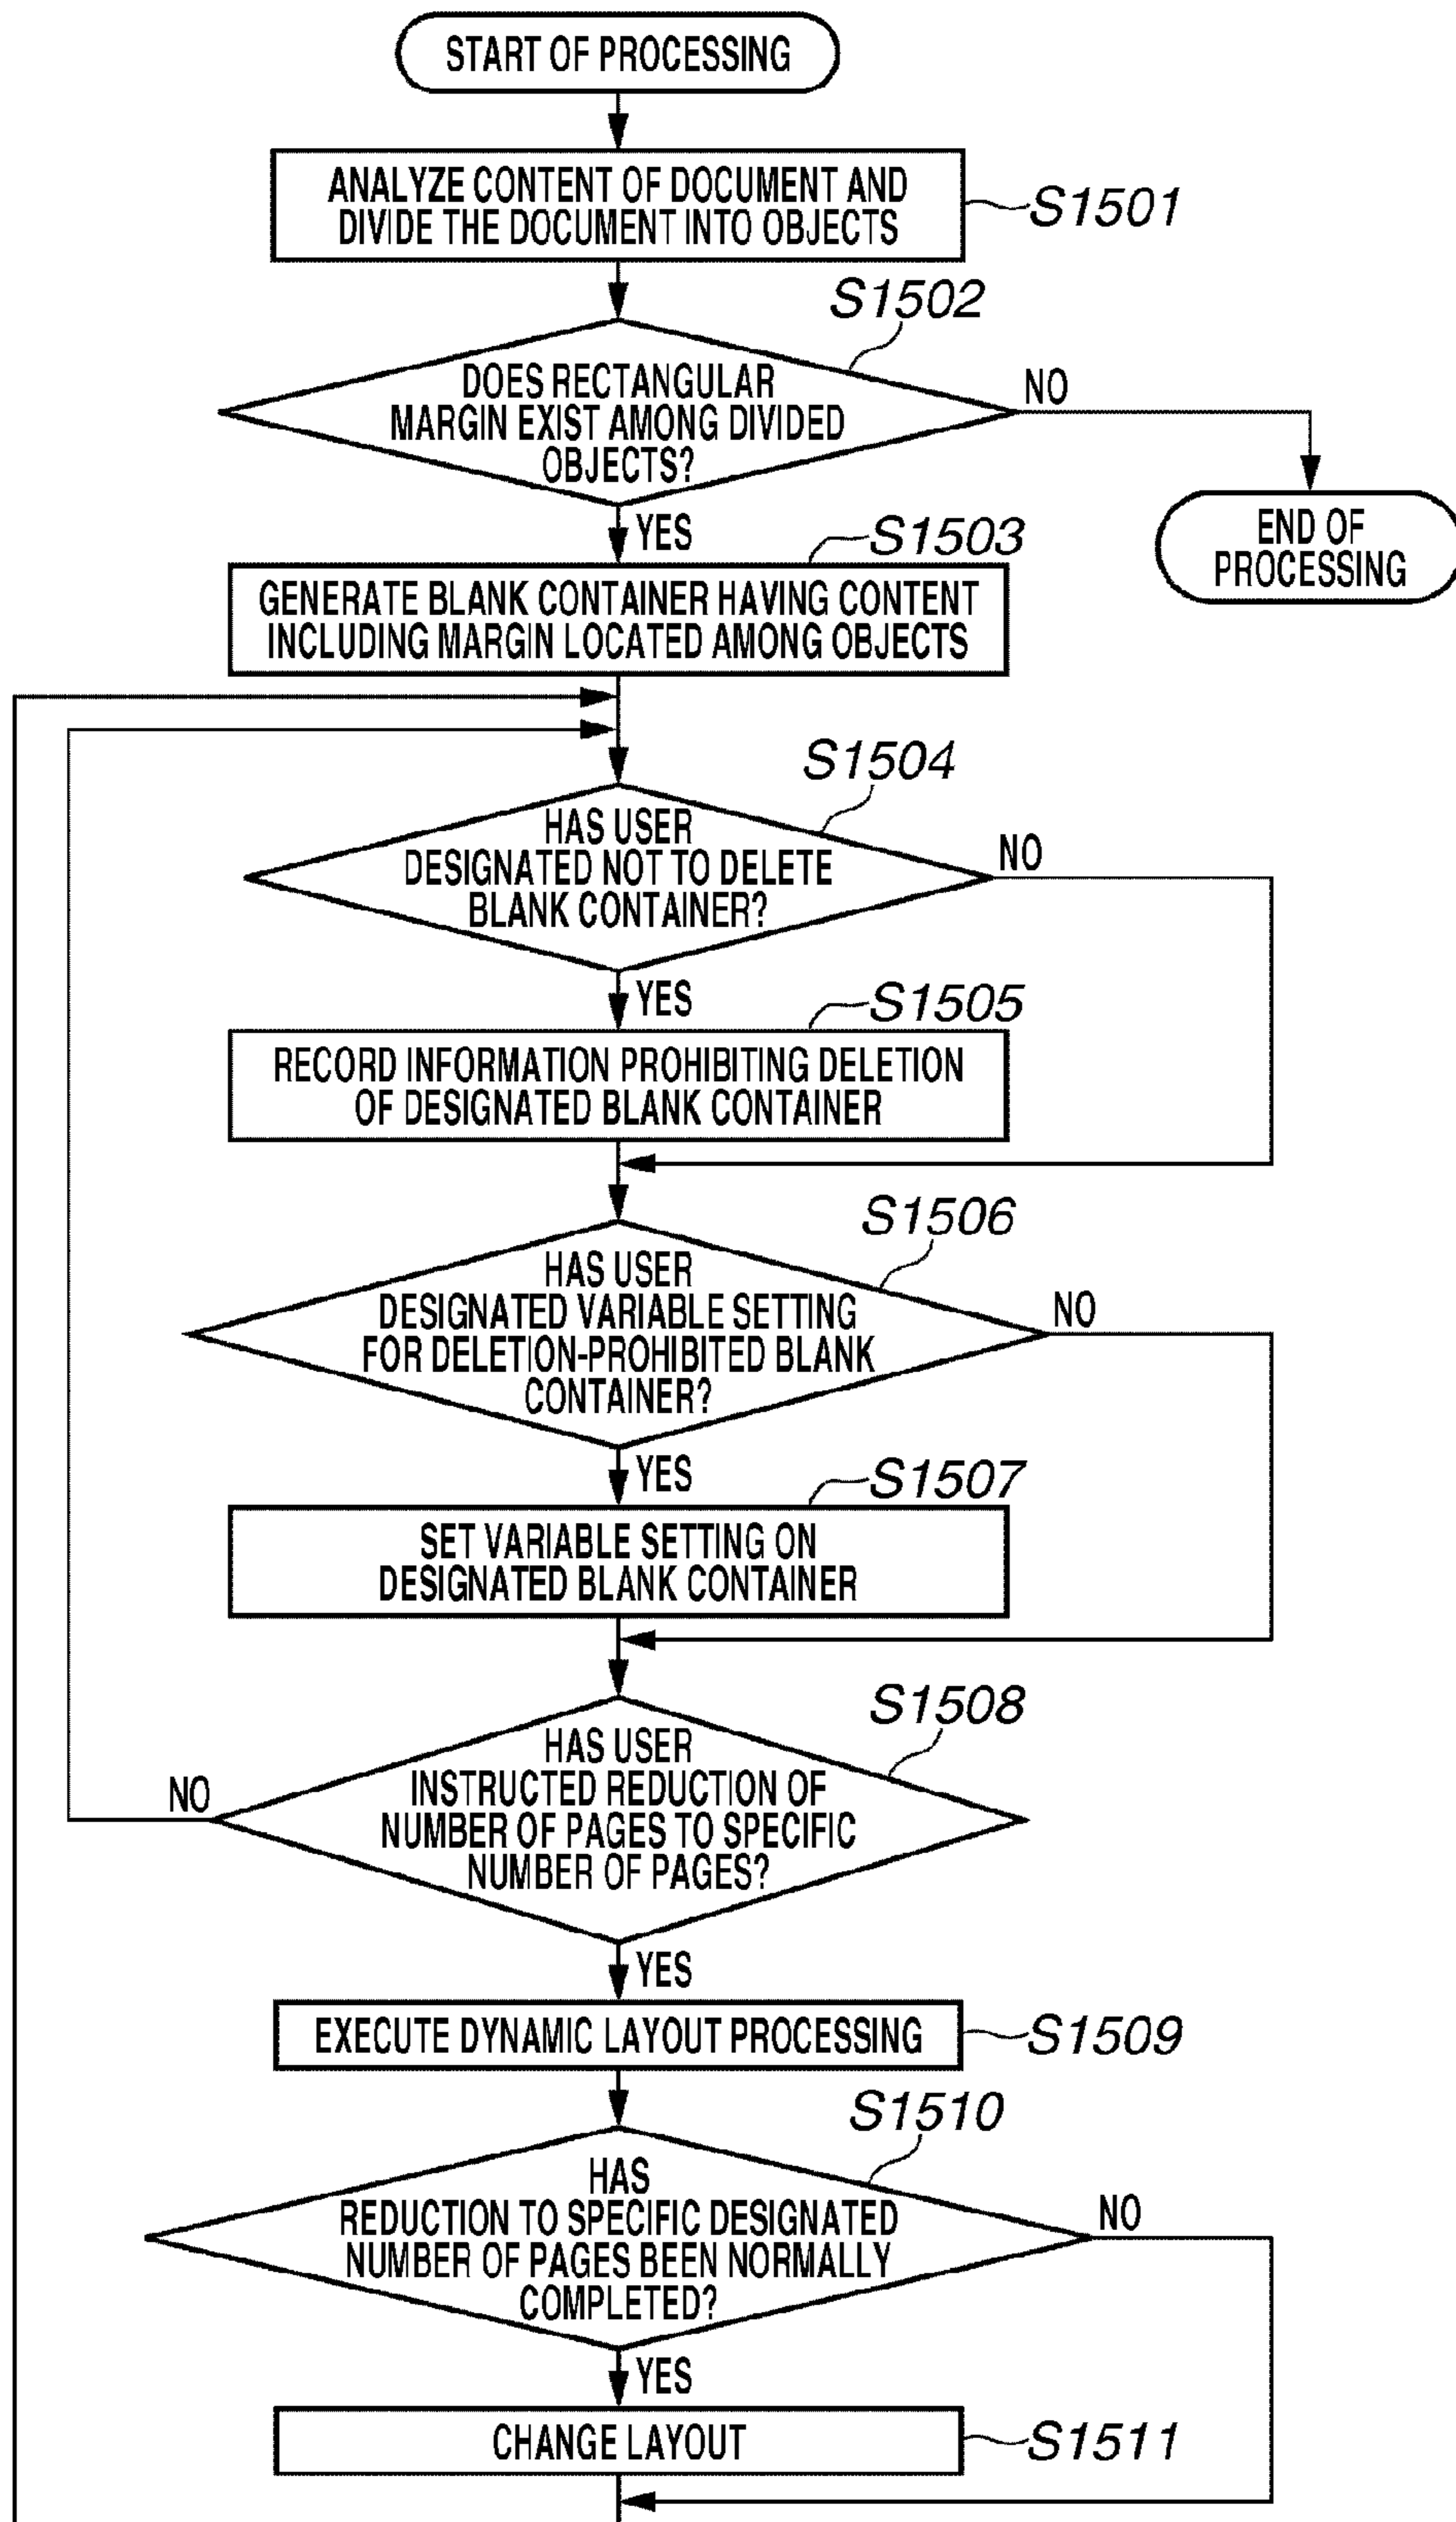 START OF PROCESSING
ANALYZE CONTENT OF DOCUMENT AND
DIVIDE THE DOCUMENT INTO OBJECTS
S1501
S1502
DOES RECTANGULAR
MARGIN EXIST AMONG DIVIDED
OBJECTS?
NO
END OF
PROCESSING
YES
S1503
GENERATE BLANK CONTAINER HAVING CONTENT
INCLUDING MARGIN LOCATED AMONG OBJECTS
S1504
HAS USER
DESIGNATED NOT TO DELETE
BLANK CONTAINER?
NO
YES
S1505
RECORD INFORMATION PROHIBITING DELETION
OF DESIGNATED BLANK CONTAINER
S1506
HAS USER
DESIGNATED VARIABLE SETTING
FOR DELETION-PROHIBITED BLANK
CONTAINER?
NO
YES
S1507
SET VARIABLE SETTING ON
DESIGNATED BLANK CONTAINER
S1508
HAS USER
INSTRUCTED REDUCTION OF
NUMBER OF PAGES TO SPECIFIC
NUMBER OF PAGES?
NO
YES
EXECUTE DYNAMIC LAYOUT PROCESSING
S1509
S1510
HAS
REDUCTION TO SPECIFIC DESIGNATED
NUMBER OF PAGES BEEN NORMALLY
COMPLETED?
NO
YES
CHANGE LAYOUT
S1511